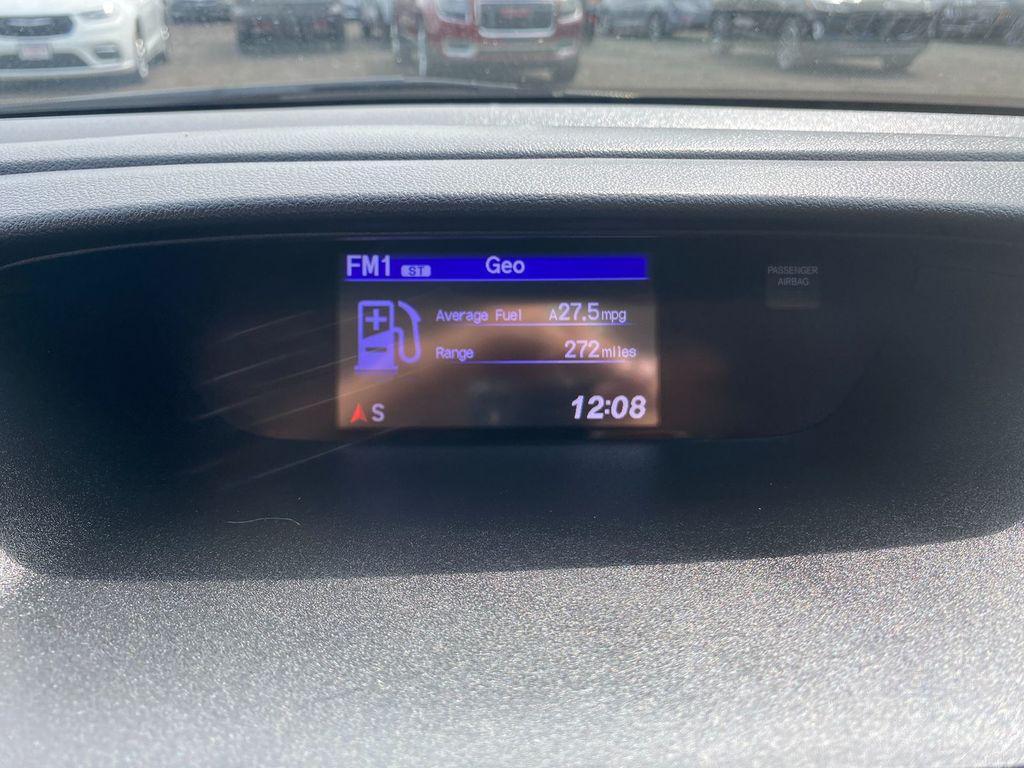 FM1 ST Geo
Average Fuel A27.5mpg
Range 272miles
S 12:08
PASSENGER
AIRBAG